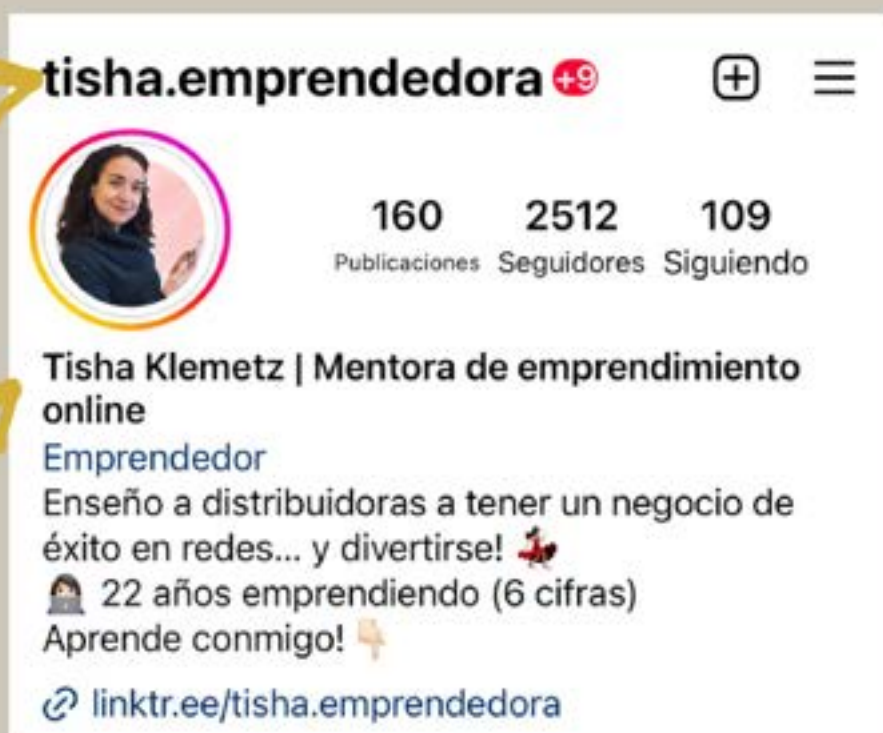 tisha.emprendedora +9
160 2512 109
Publicaciones Seguidores Siguiendo
Tisha Klemetz | Mentora de emprendimiento
online
Emprendedor
Enseño a distribuidoras a tener un negocio de
éxito en redes... y divertirse! 💃
👩🏻‍💻 22 años emprendiendo (6 cifras)
Aprende conmigo! 👇🏻
linktr.ee/tisha.emprendedora